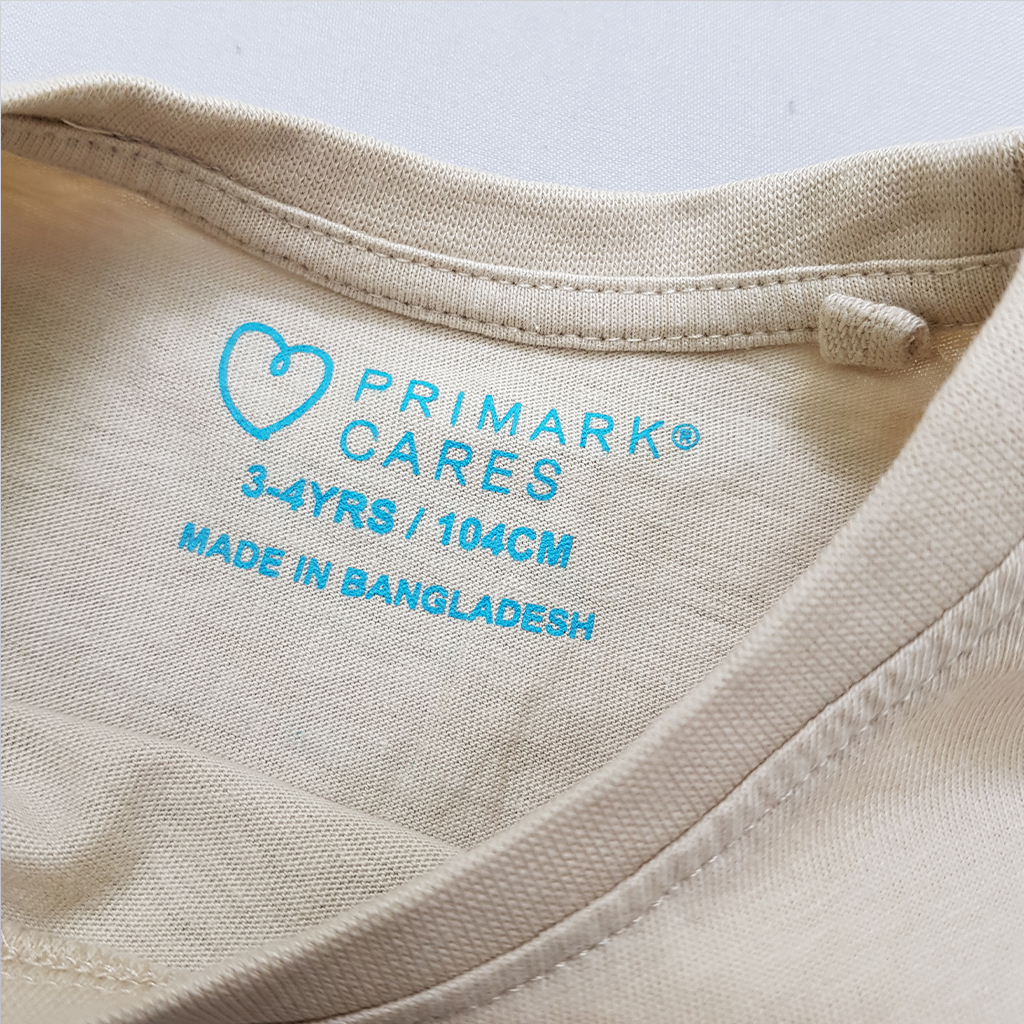 PRIMARK®
CARES
3-4YRS / 104CM
MADE IN BANGLADESH